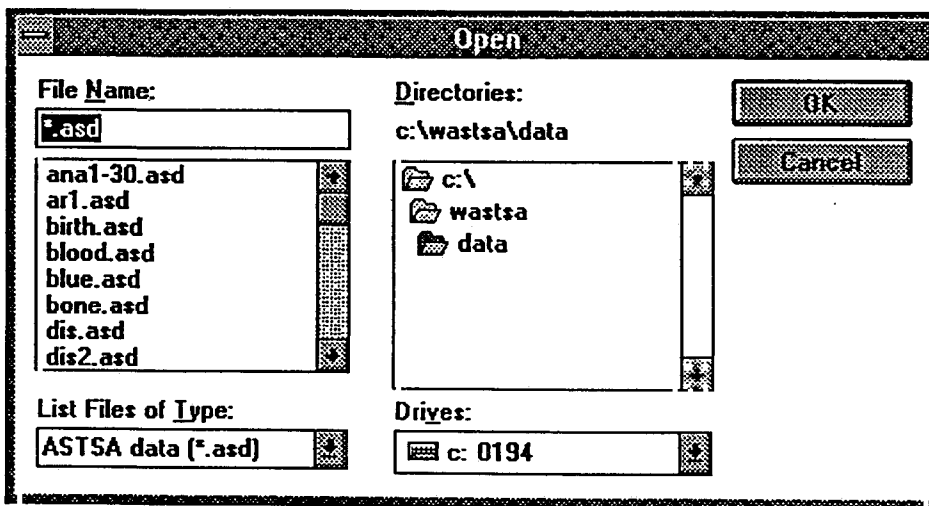 Open
File Name:
*.asd
ana1-30.asd
ar1.asd
birth.asd
blood.asd
blue.asd
bone.asd
dis.asd
dis2.asd
List Files of Type:
ASTSA data (*.asd)
Directories:
c:\wastsa\data
c:\
wastsa
data
Drives:
c: 0194
OK
Cancel